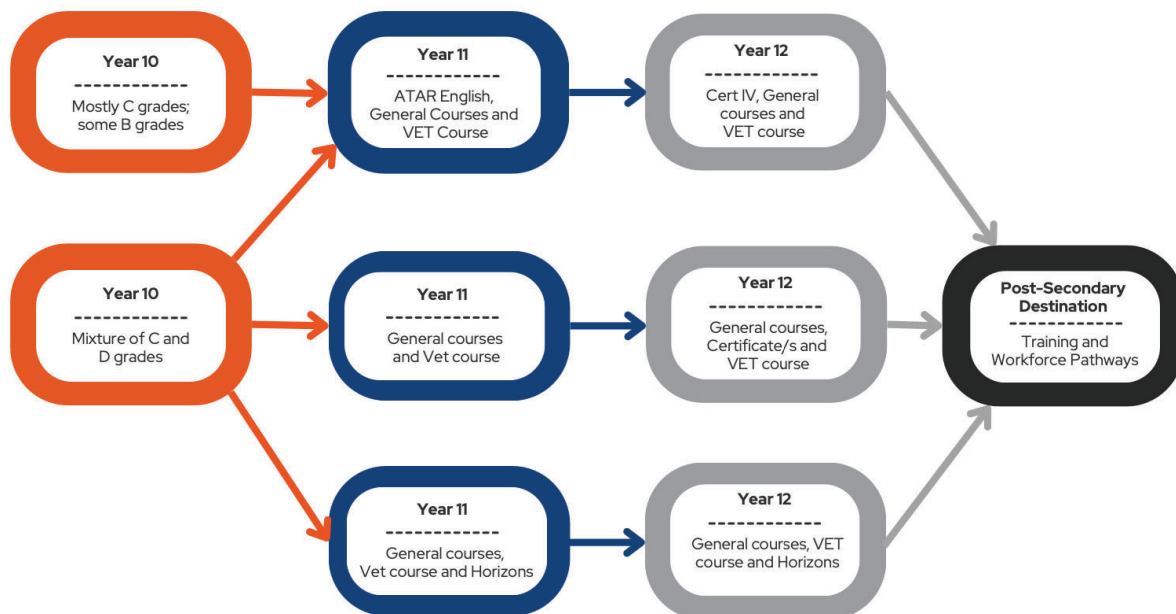 Year 10
Mostly C grades;
some B grades
Year 11
ATAR English,
General Courses and
VET Course
Year 12
Cert IV, General
courses and
VET course
Year 10
Mixture of C and
D grades
Year 11
General courses
and Vet course
Year 12
General courses,
Certificate/s and
VET course
Post-Secondary
Destination
Training and
Workforce Pathways
Year 11
General courses,
Vet course and Horizons
Year 12
General courses, VET
course and Horizons